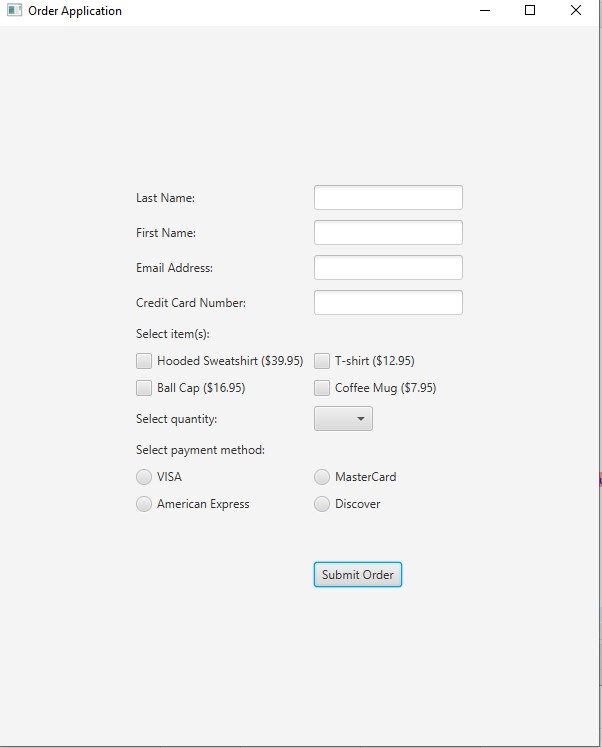 Order Application
Last Name:
First Name:
Email Address:
Credit Card Number:
Select item(s):
Hooded Sweatshirt ($39.95) T-shirt ($12.95)
Ball Cap ($16.95) Coffee Mug ($7.95)
Select quantity:
Select payment method:
VISA MasterCard
American Express Discover
Submit Order